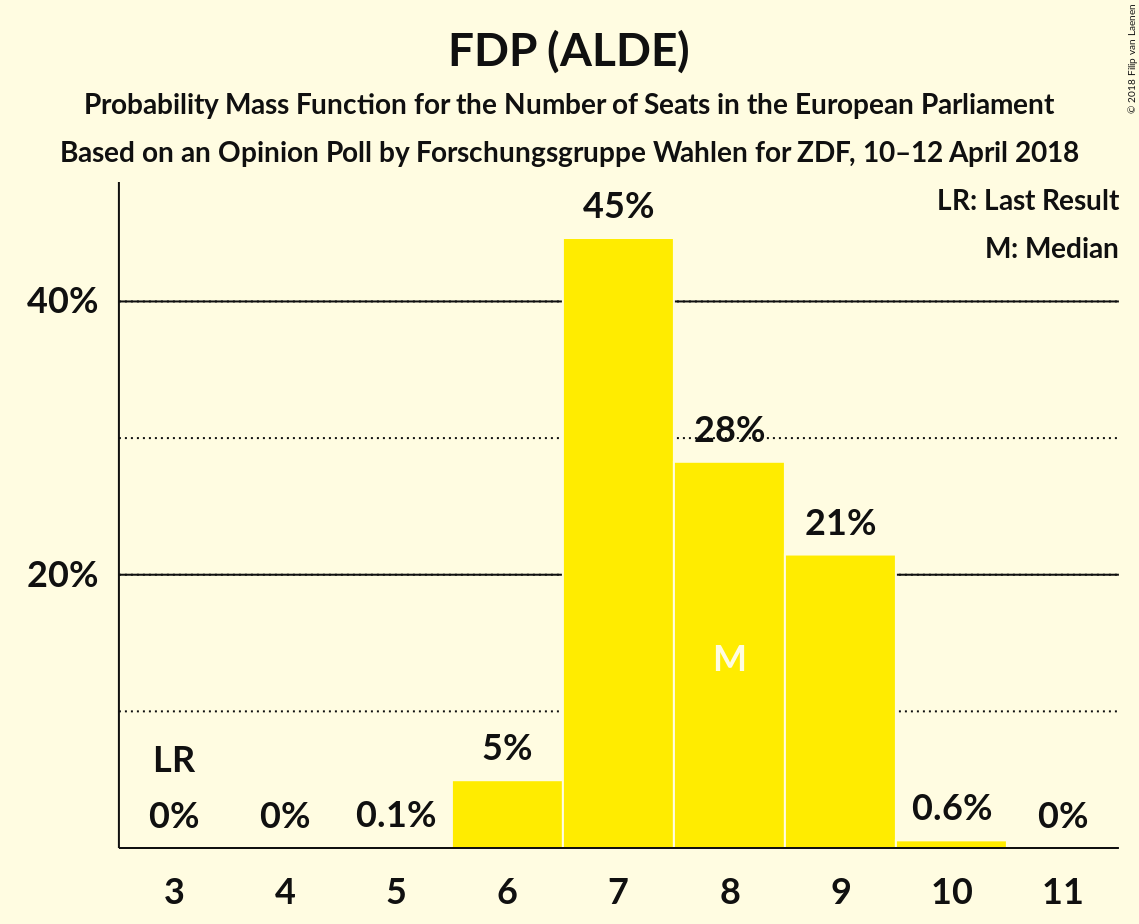 FDP (ALDE)
Probability Mass Function for the Number of Seats in the European Parliament
Based on an Opinion Poll by Forschungsgruppe Wahlen for ZDF, 10–12 April 2018
© 2018 Filip van Laenen
LR: Last Result
M: Median
45%
40%
28%
21%
20%
M
LR
5%
0% 0% 0.1% 0.6% 0%
3 4 5 6 7 8 9 10 11